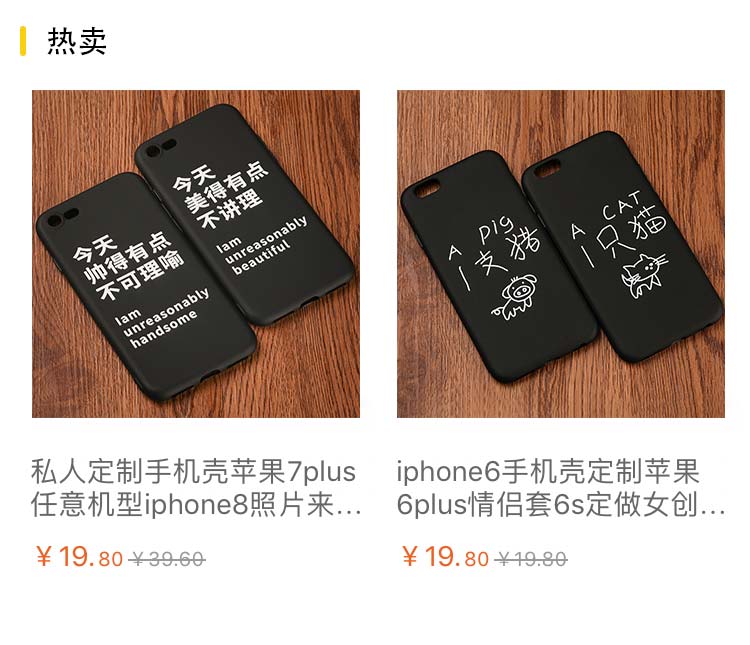 热卖
今天
帅得有点
不可理喻
Iam
unreasonably
handsome
今天
美得有点
不讲理
Iam
unreasonably
beautiful
A pig
1支猪
A CAT
1只猫
私人定制手机壳苹果7plus
任意机型iphone8照片来...
￥19.80 ￥39.60
iphone6手机壳定制苹果
6plus情侣套6s定做女创...
￥19.80 ￥19.80